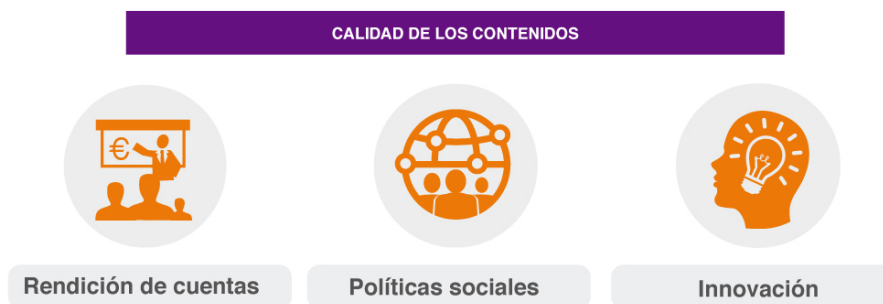 CALIDAD DE LOS CONTENIDOS
€
Rendición de cuentas
Políticas sociales
Innovación